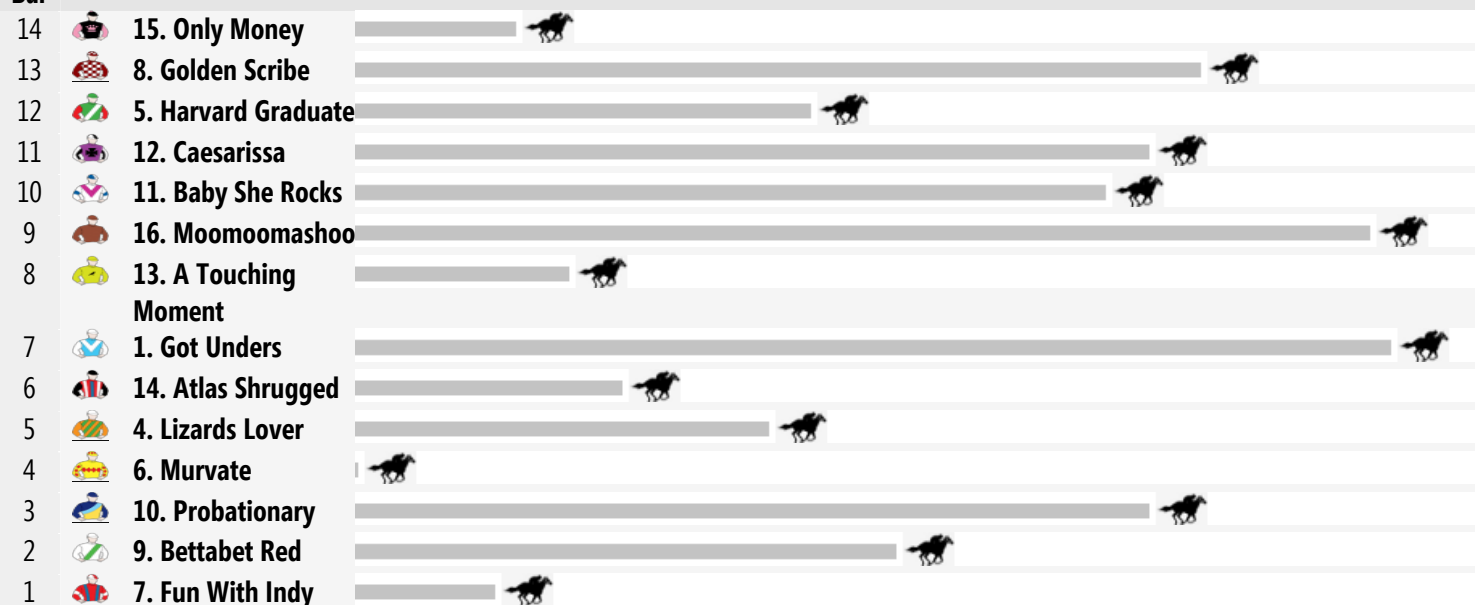 Bar
14 15. Only Money
13 8. Golden Scribe
12 5. Harvard Graduate
11 12. Caesarissa
10 11. Baby She Rocks
9 16. Moomoomashoo
8 13. A Touching
Moment
7 1. Got Unders
6 14. Atlas Shrugged
5 4. Lizards Lover
4 6. Murvate
3 10. Probationary
2 9. Bettabet Red
1 7. Fun With Indy